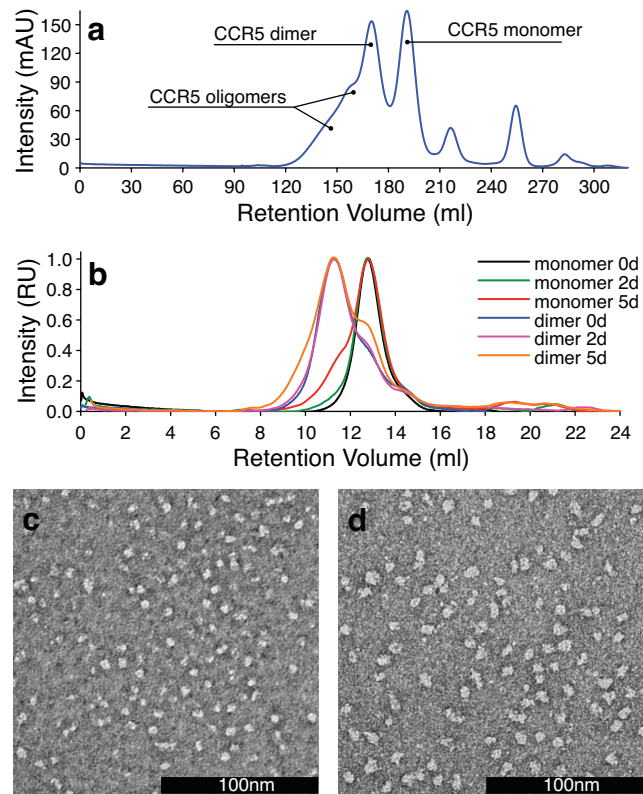 a
CCR5 dimer
CCR5 monomer
CCR5 oligomers
Intensity (mAU)
150
120
90
60
30
0
0 30 60 90 120 150 180 210 240 270 300
Retention Volume (ml)
b
monomer 0d
monomer 2d
monomer 5d
dimer 0d
dimer 2d
dimer 5d
Intensity (RU)
1.0
0.8
0.6
0.4
0.2
0
0 2 4 6 8 10 12 14 16 18 20 22 24
Retention Volume (ml)
c
100nm
d
100nm